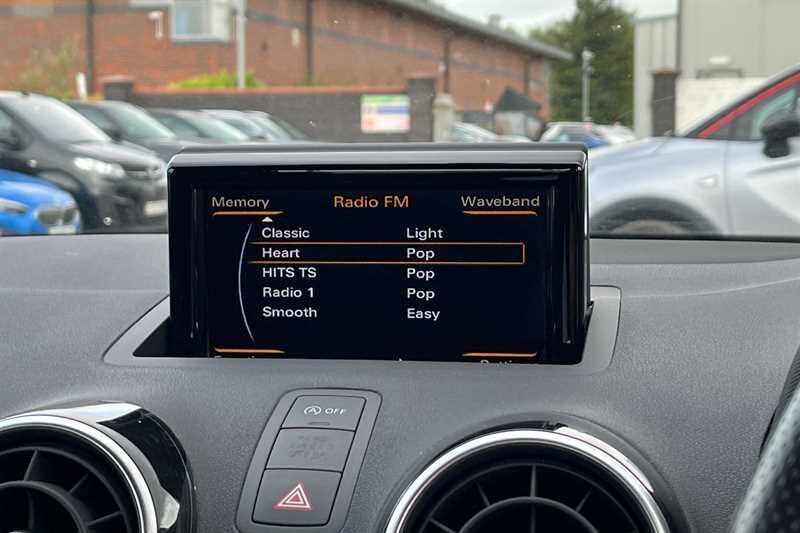 Memory Radio FM Waveband
Classic Light
Heart Pop
HITS TS Pop
Radio 1 Pop
Smooth Easy
OFF